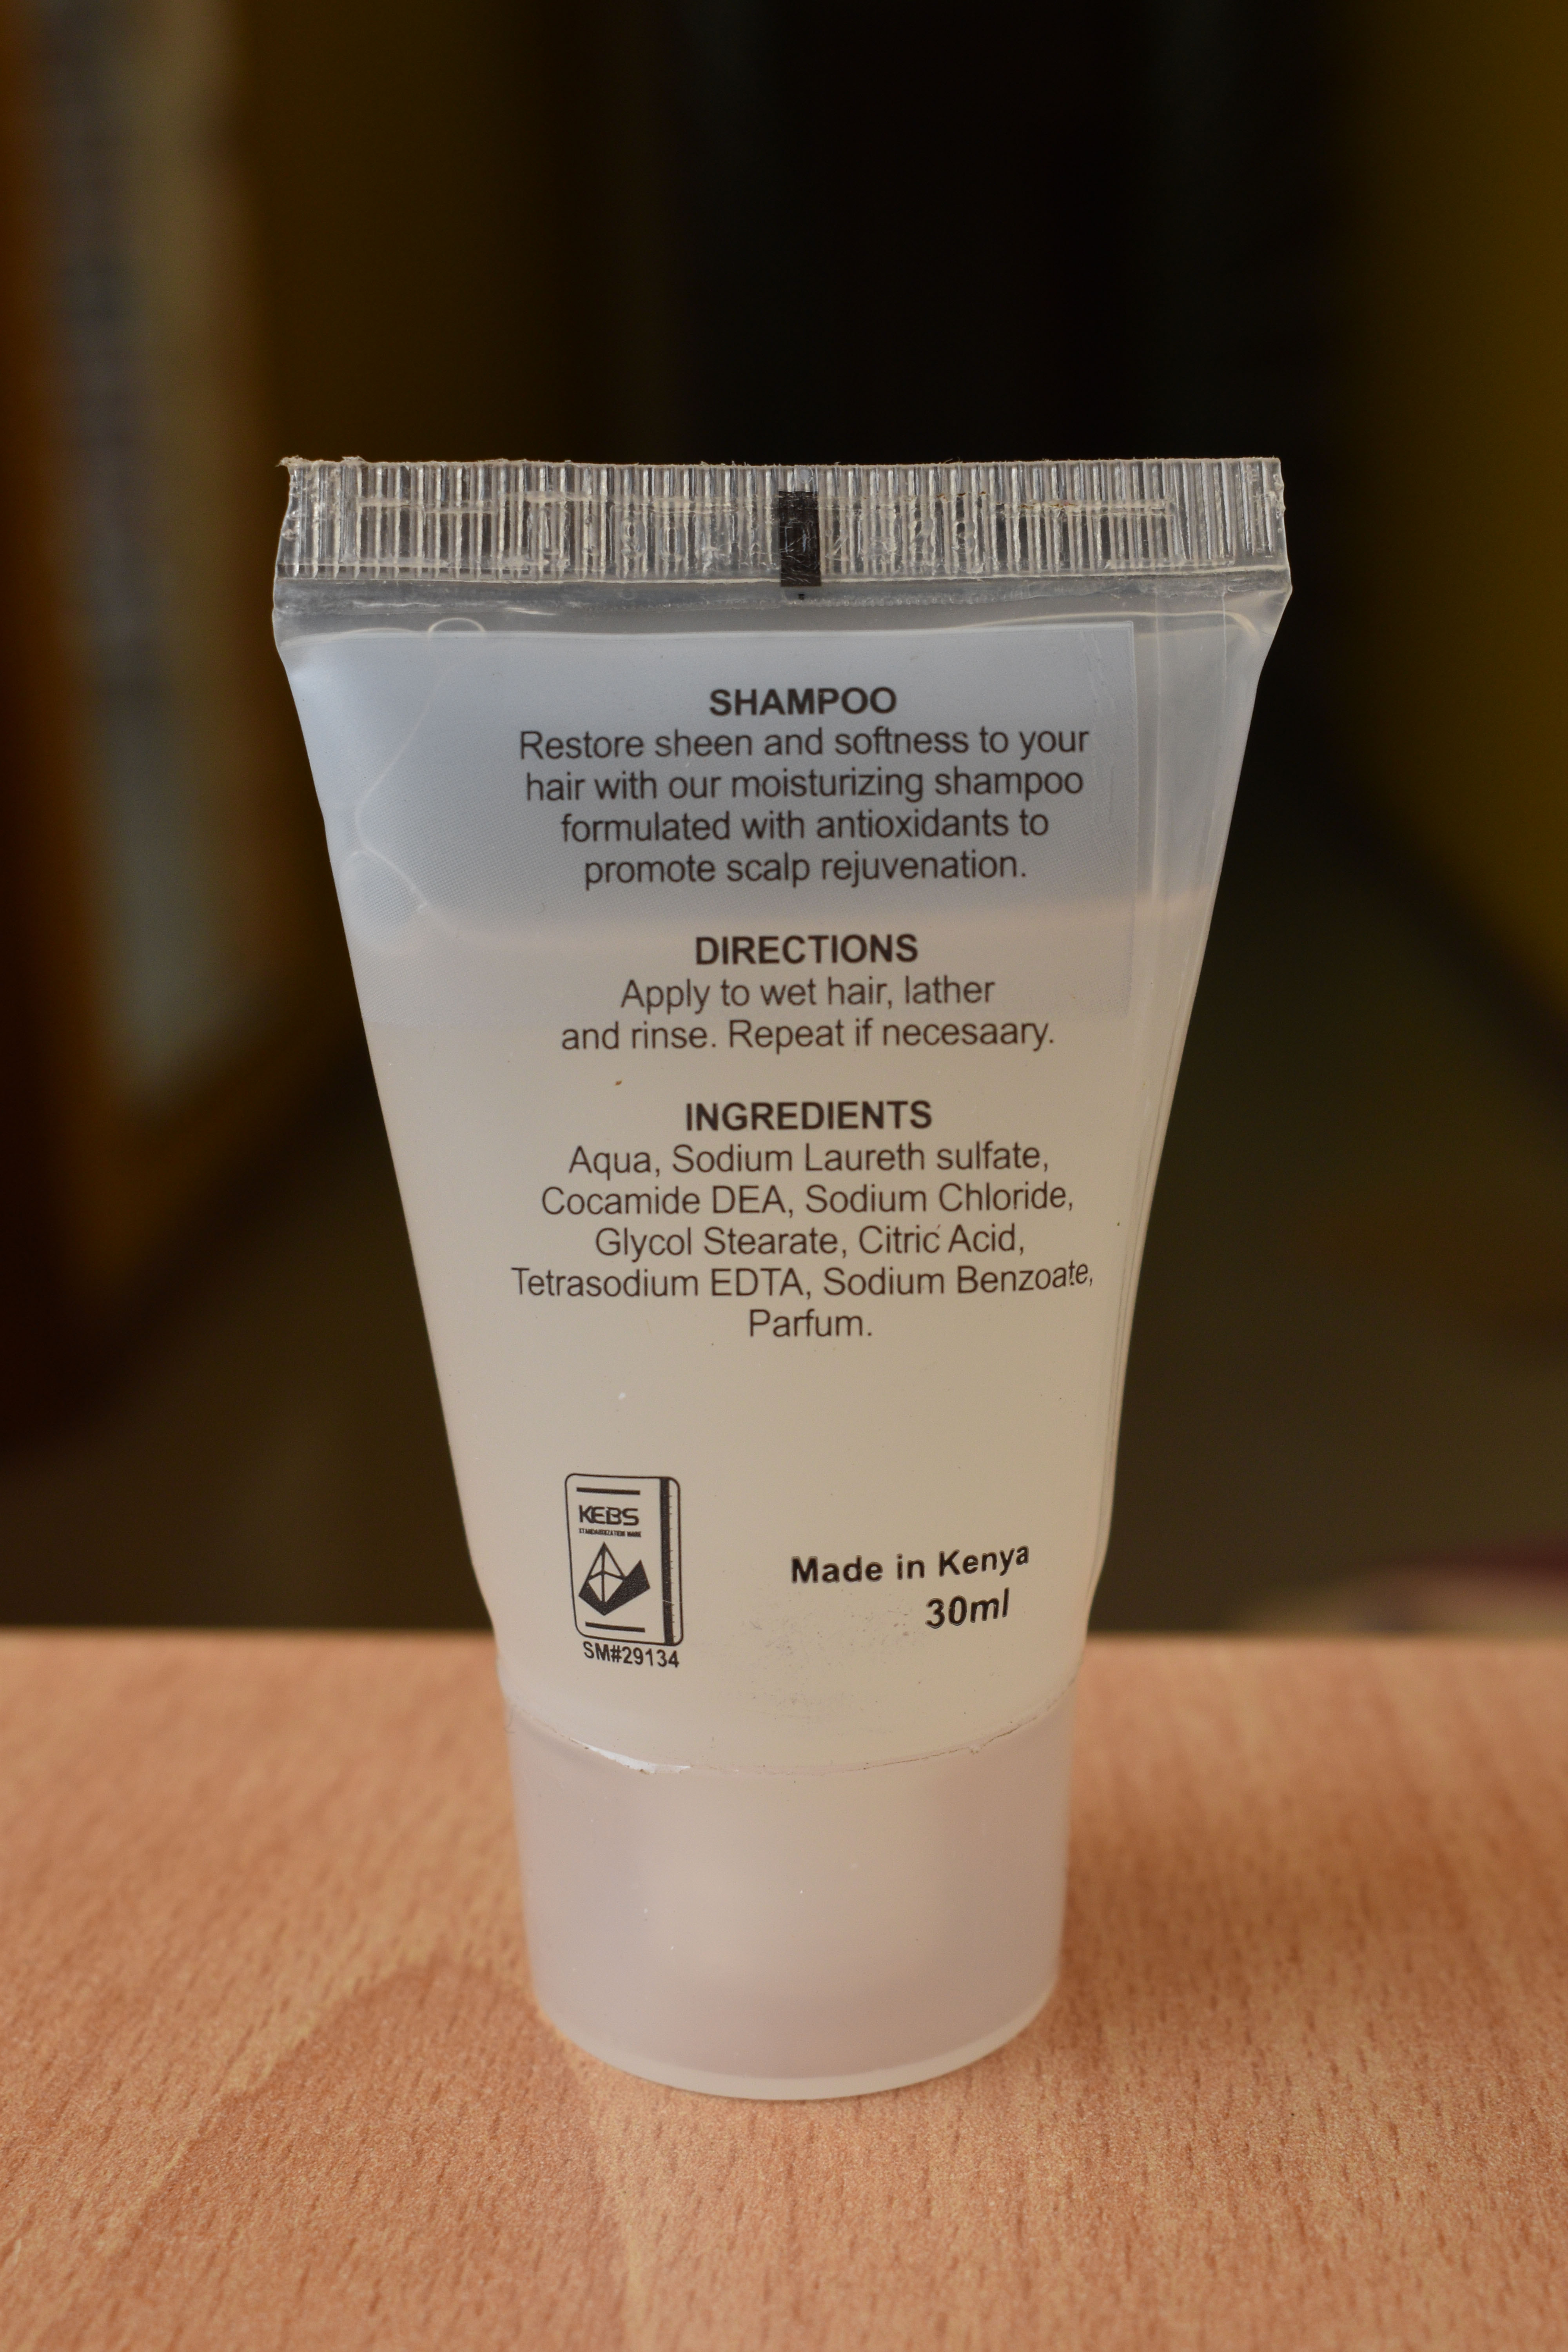 SHAMPOO
Restore sheen and softness to your
hair with our moisturizing shampoo
formulated with antioxidants to
promote scalp rejuvenation.
DIRECTIONS
Apply to wet hair, lather
and rinse. Repeat if necesaary.
INGREDIENTS
Aqua, Sodium Laureth sulfate,
Cocamide DEA, Sodium Chloride,
Glycol Stearate, Citric Acid,
Tetrasodium EDTA, Sodium Benzoate,
Parfum.
KEBS
STANDARDIZATION MARK
SM#29134
Made in Kenya
30ml